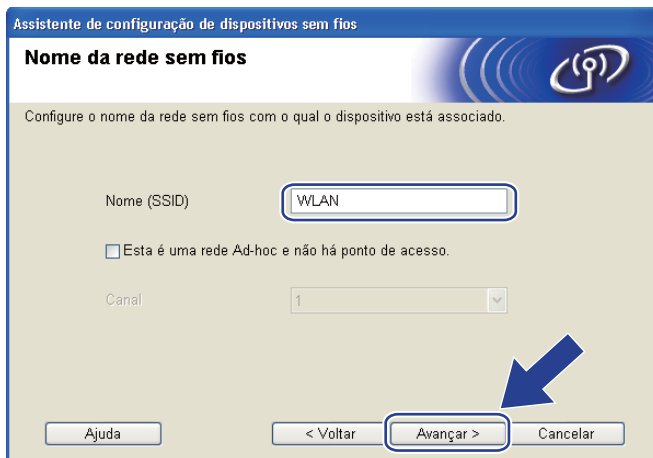 Assistente de configuração de dispositivos sem fios
Nome da rede sem fios
Configure o nome da rede sem fios com o qual o dispositivo está associado.
Nome (SSID) WLAN
Esta é uma rede Ad-hoc e não há ponto de acesso.
Canal 1
Ajuda < Voltar Avançar > Cancelar